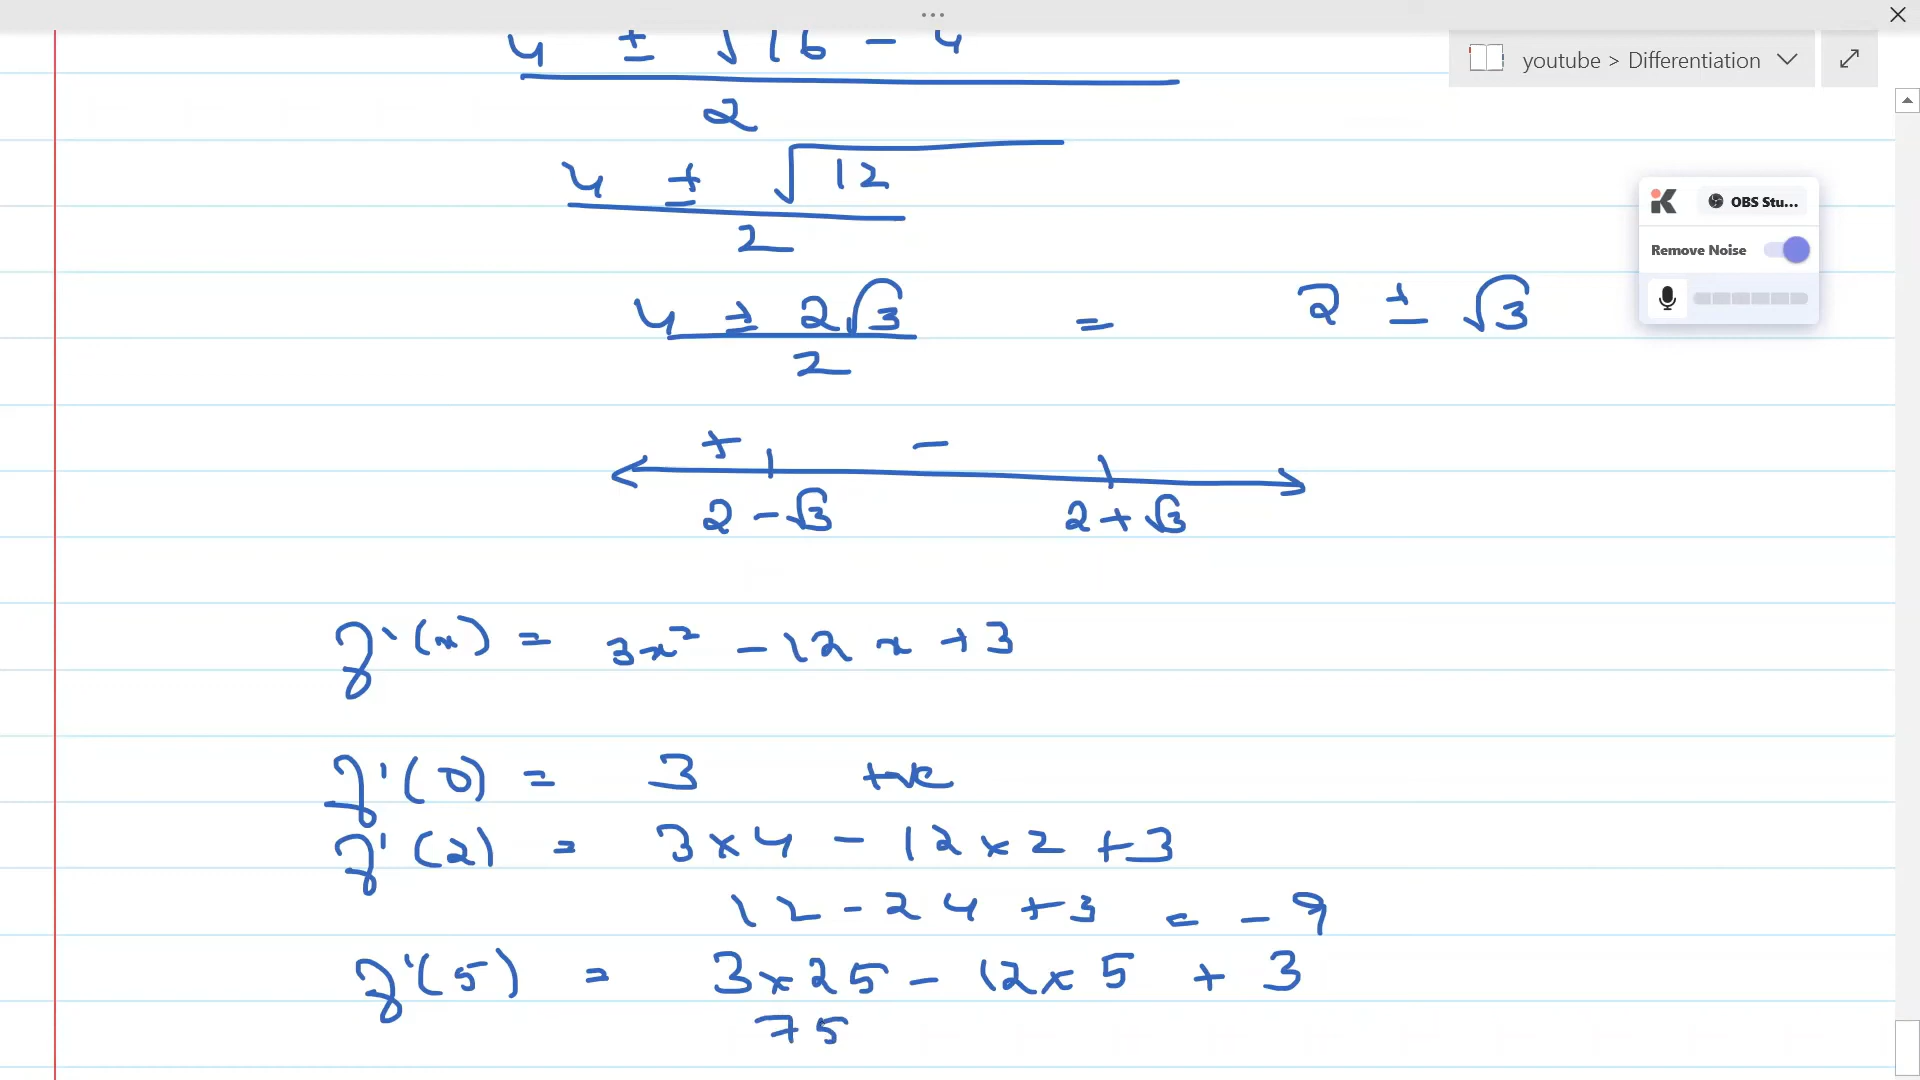 4 ± √16 - 4
2
youtube > Differentiation
4 ± √12
2
OBS Stu...
Remove Noise
4 ± 2√3 = 2 ± √3
2
+ -
2 - √3 2 + √3
f'(x) = 3x² - 12x + 3
f'(0) = 3 +ve
f'(2) = 3 × 4 - 12 × 2 + 3
12 - 24 + 3 = - 9
f'(5) = 3 × 25 - 12 × 5 + 3
75